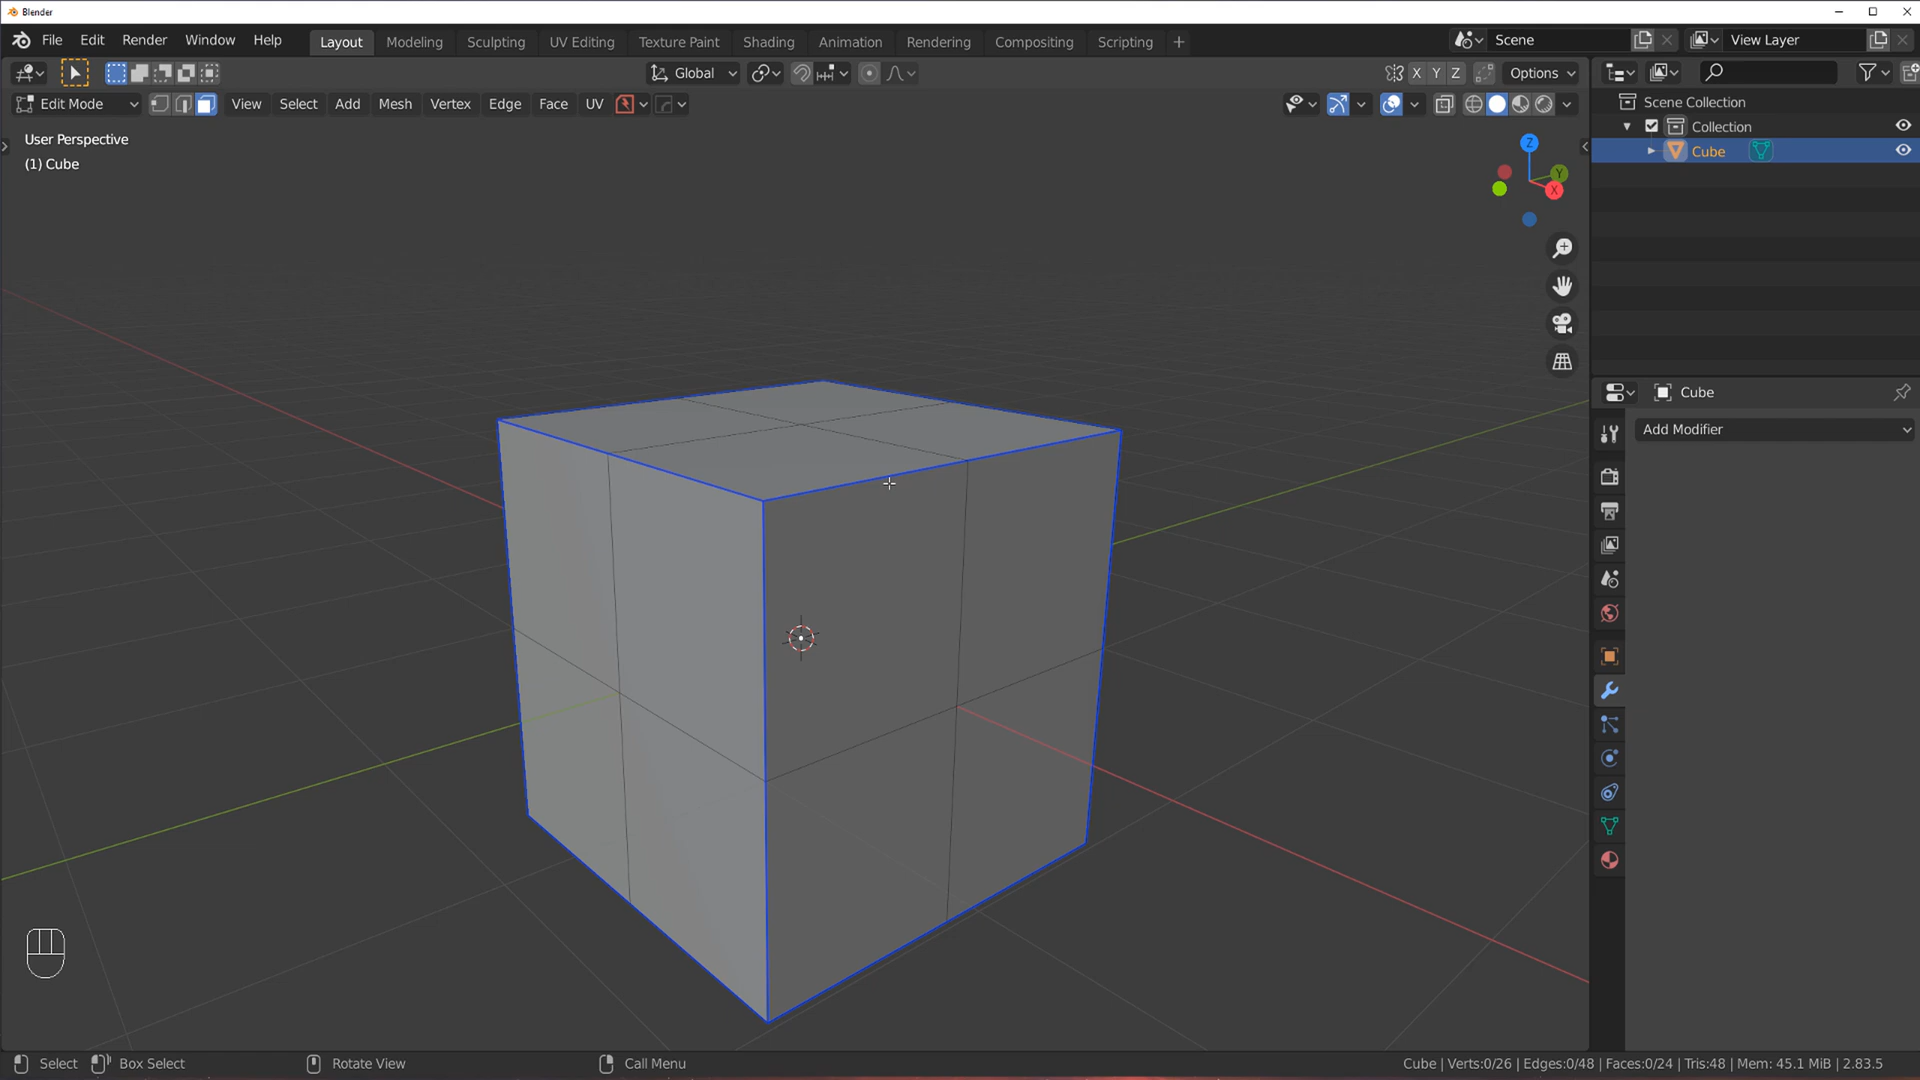 Blender
File Edit Render Window Help Layout Modeling Sculpting UV Editing Texture Paint Shading Animation Rendering Compositing Scripting + Scene View Layer
Global X Y Z Options
Edit Mode View Select Add Mesh Vertex Edge Face UV
Scene Collection
Collection
Cube
User Perspective
(1) Cube
Z
Y
X
Cube
Add Modifier
Select Box Select Rotate View Call Menu Cube | Verts:0/26 | Edges:0/48 | Faces:0/24 | Tris:48 | Mem: 45.1 MiB | 2.83.5